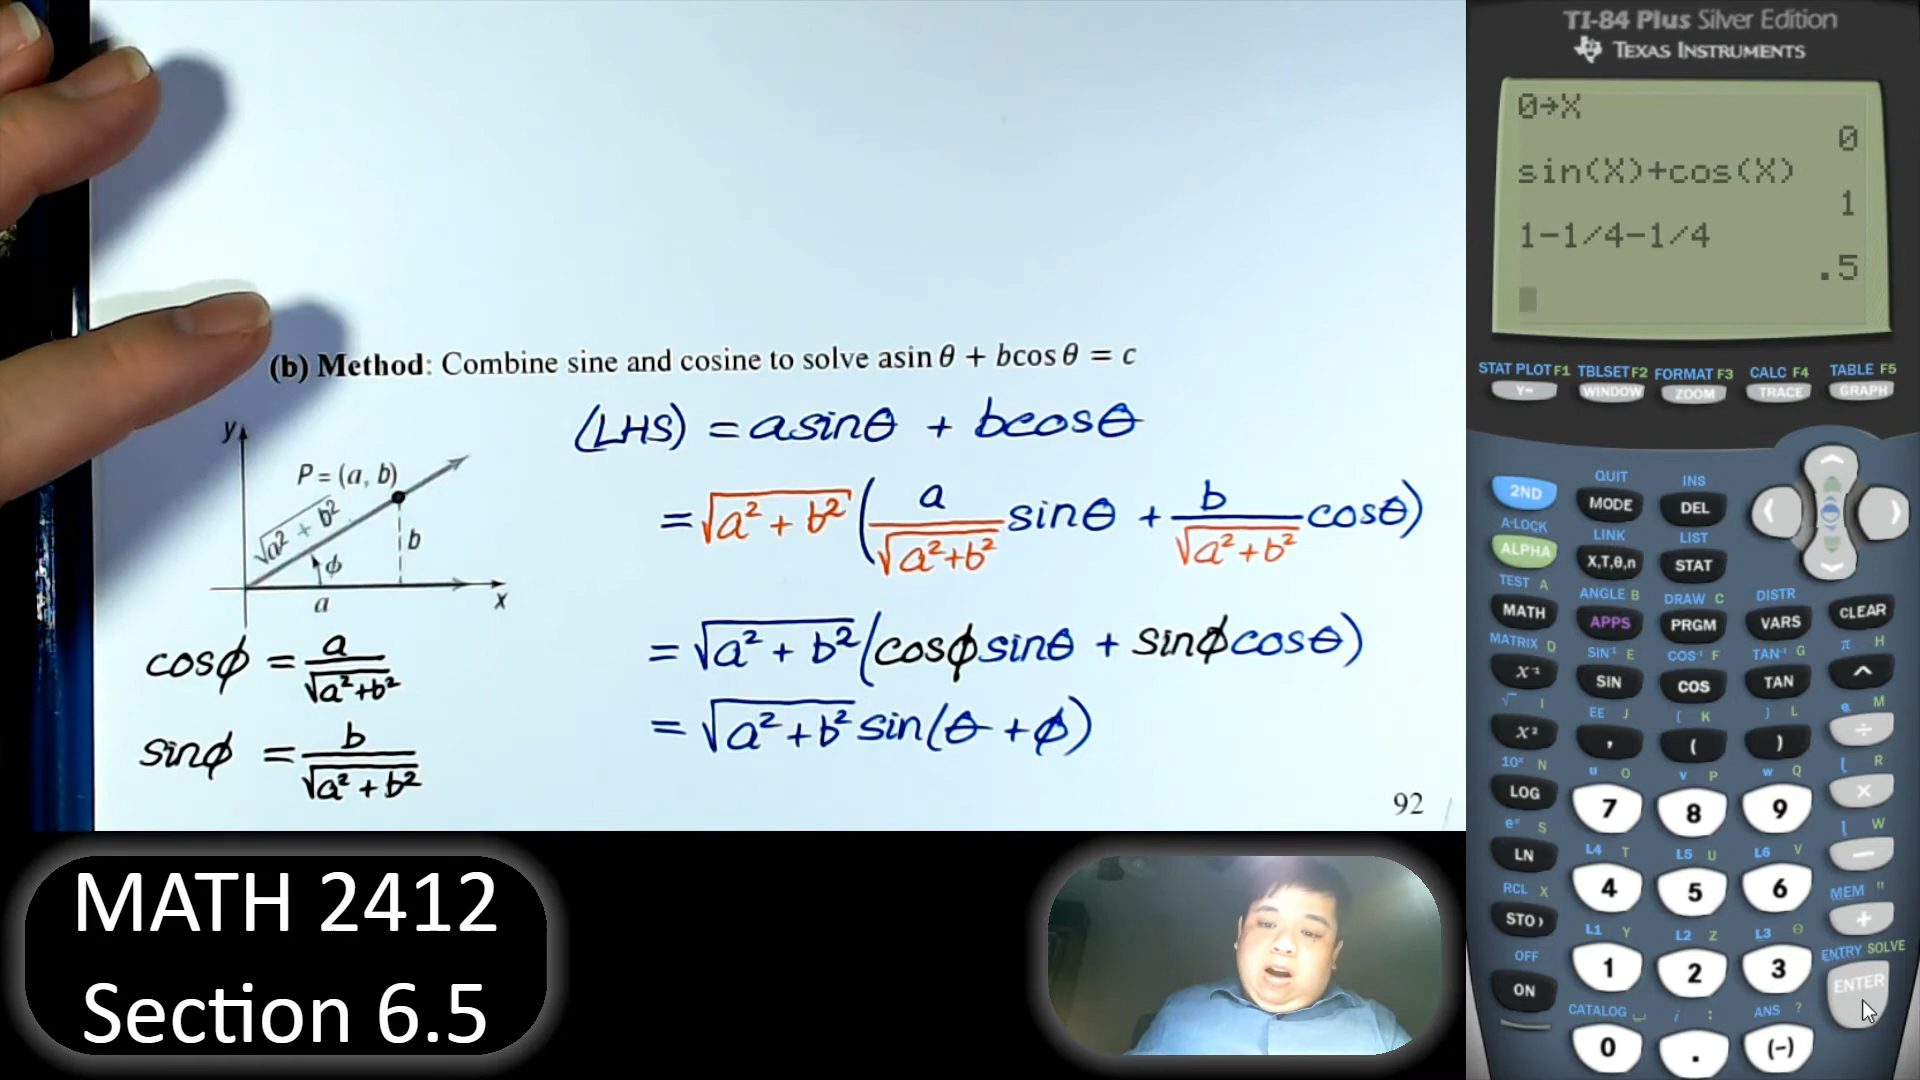 (b) Method: Combine sine and cosine to solve asin θ + bcos θ = c
y
P = (a, b)
√a² + b²
b
ϕ
a
x
(LHS) = asinθ + bcosθ
= √a² + b² (a/√a²+b² sinθ + b/√a²+b² cosθ)
= √a² + b² (cosϕsinθ + sinϕcosθ)
= √a²+b² sin(θ + ϕ)
cosϕ = a/√a²+b²
sinϕ = b/√a²+b²
92
MATH 2412
Section 6.5
TI-84 Plus Silver Edition
TEXAS INSTRUMENTS
0→X
0
sin(X)+cos(X)
1
1-1/4-1/4
.5
STAT PLOT F1 TBLSET F2 FORMAT F3 CALC F4 TABLE F5
Y= WINDOW ZOOM TRACE GRAPH
QUIT INS
2ND MODE DEL
A-LOCK LINK LIST
ALPHA X,T,θ,n STAT
TEST A ANGLE B DRAW C DISTR
MATH APPS PRGM VARS CLEAR
MATRIX D SIN⁻¹ E COS⁻¹ F TAN⁻¹ G π H
X⁻¹ SIN COS TAN ^
√ I EE J { K } L e M
X² , ( ) ÷
10ˣ N u O v P w Q [ R
LOG 7 8 9 ×
eˣ S L4 T L5 U L6 V ] W
LN 4 5 6 −
RCL X L1 Y L2 Z L3 θ MEM "
STO› 1 2 3 +
OFF CATALOG i : ANS ? ENTRY SOLVE
ON 0 . (-) ENTER